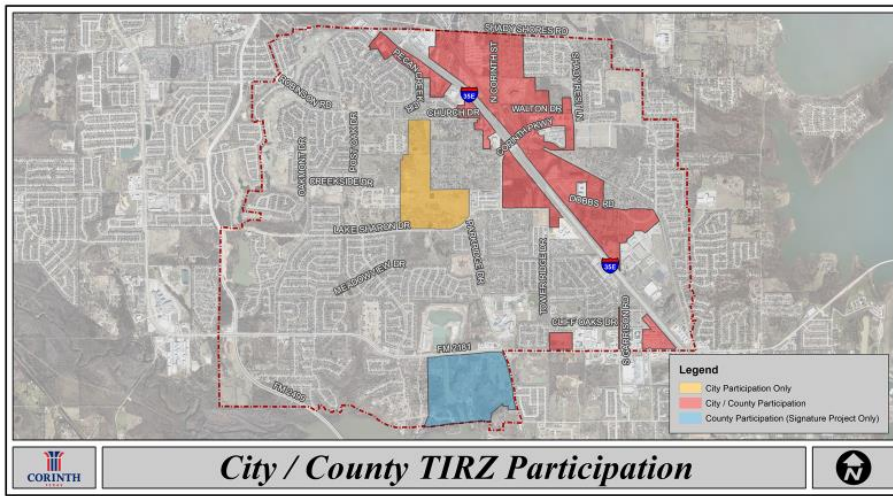 SHADY SHORES RD
PECAN CREEK DR
N CORINTH ST
SHADY REST LN
ROBINSON RD
35E
WALTON DR
CHURCH DR
CORINTH PKWY
POST OAK DR
OAKMONT DR
CREEKSIDE DR
DOBBS RD
LAKE SHARON DR
PARKRIDGE DR
TOWER RIDGE DR
MEADOWVIEW DR
35E
S GARRISON RD
CLIFF OAKS DR
FM 2181
FM 2499
Legend
City Participation Only
City / County Participation
County Participation (Signature Project Only)
CORINTH
TEXAS
City / County TIRZ Participation
N